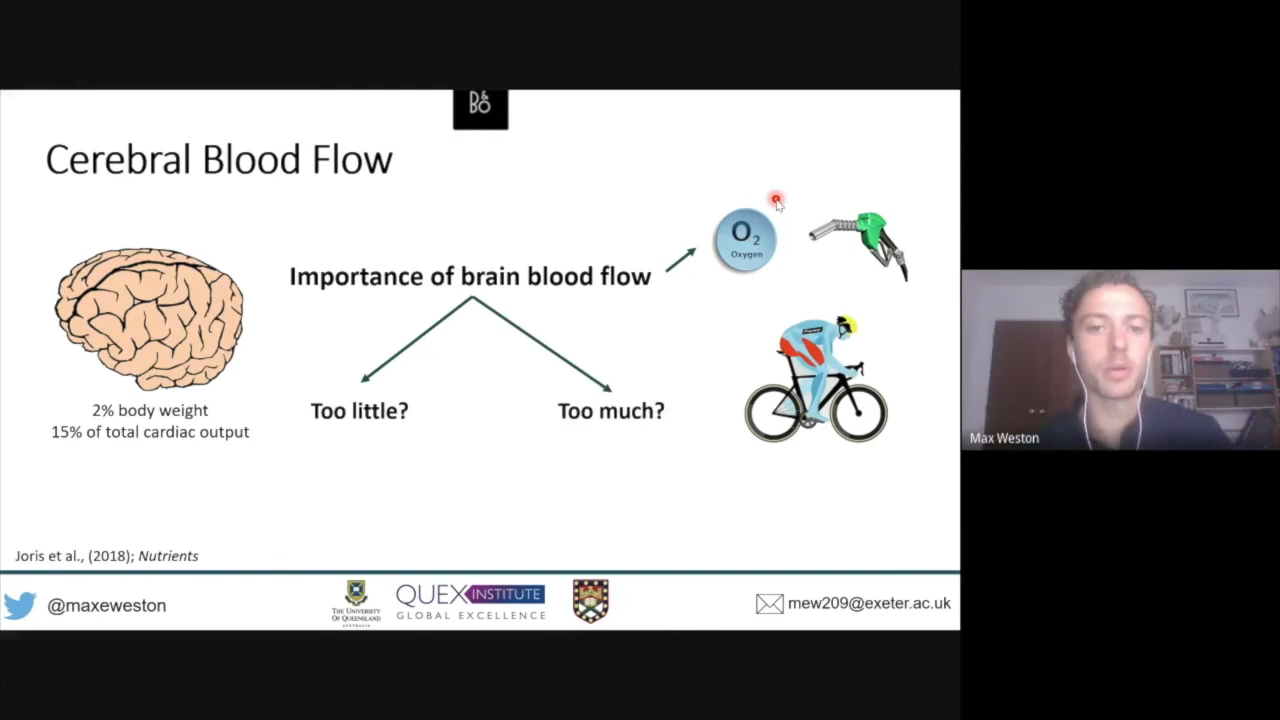 B&O
Cerebral Blood Flow
O2
Oxygen
Importance of brain blood flow
2% body weight
15% of total cardiac output
Too little?
Too much?
Max Weston
Joris et al., (2018); Nutrients
@maxeweston
THE UNIVERSITY
OF QUEENSLAND
AUSTRALIA
QUEX INSTITUTE
GLOBAL EXCELLENCE
mew209@exeter.ac.uk